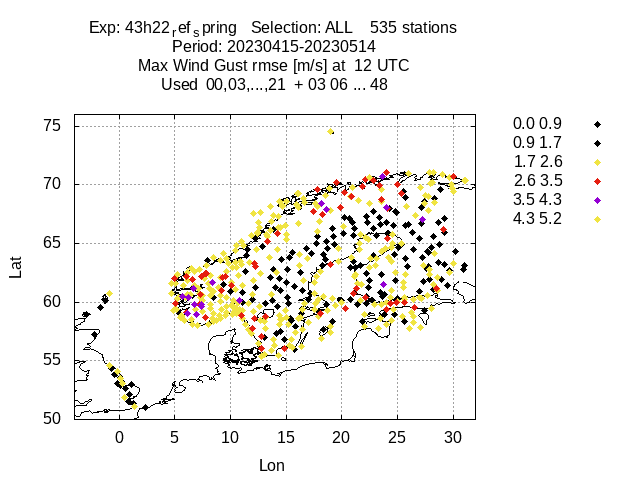 Exp: 43h22ref_spring Selection: ALL 535 stations
Period: 20230415-20230514
Max Wind Gust rmse [m/s] at 12 UTC
Used 00,03,...,21 + 03 06 ... 48
0.0 0.9
0.9 1.7
1.7 2.6
2.6 3.5
3.5 4.3
4.3 5.2
75
70
65
60
55
50
Lat
0 5 10 15 20 25 30
Lon